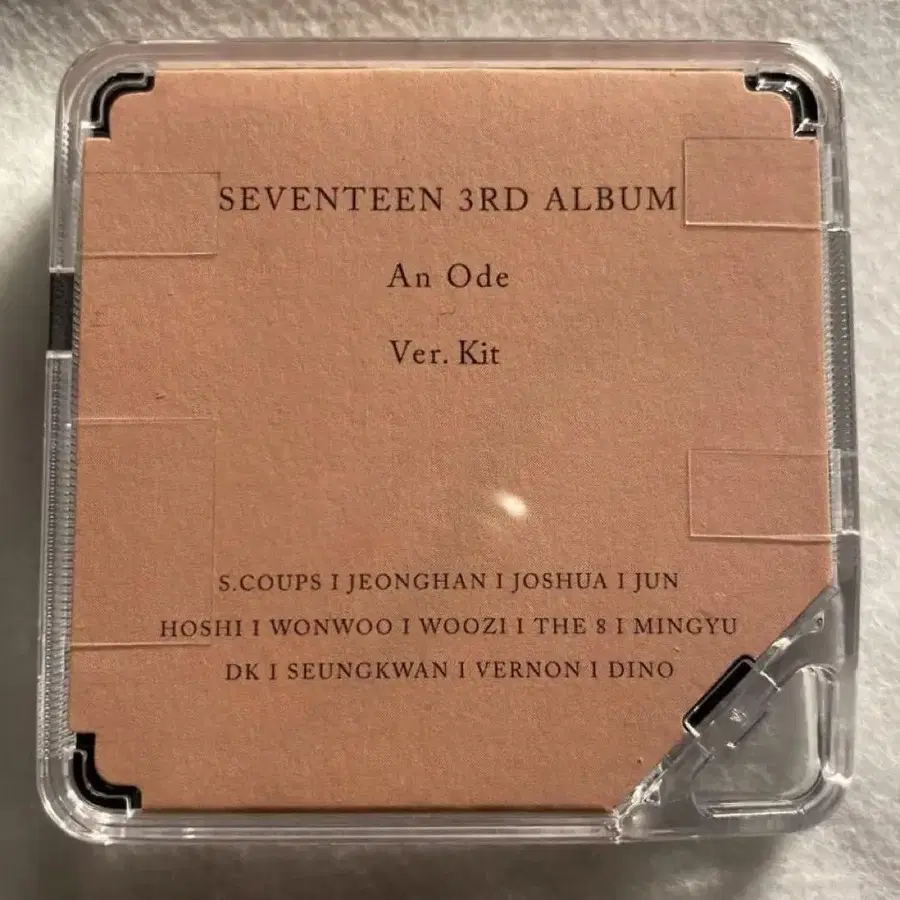 SEVENTEEN 3RD ALBUM
An Ode
Ver. Kit
S.COUPS I JEONGHAN I JOSHUA I JUN
HOSHI I WONWOO I WOOZI I THE 8 I MINGYU
DK I SEUNGKWAN I VERNON I DINO